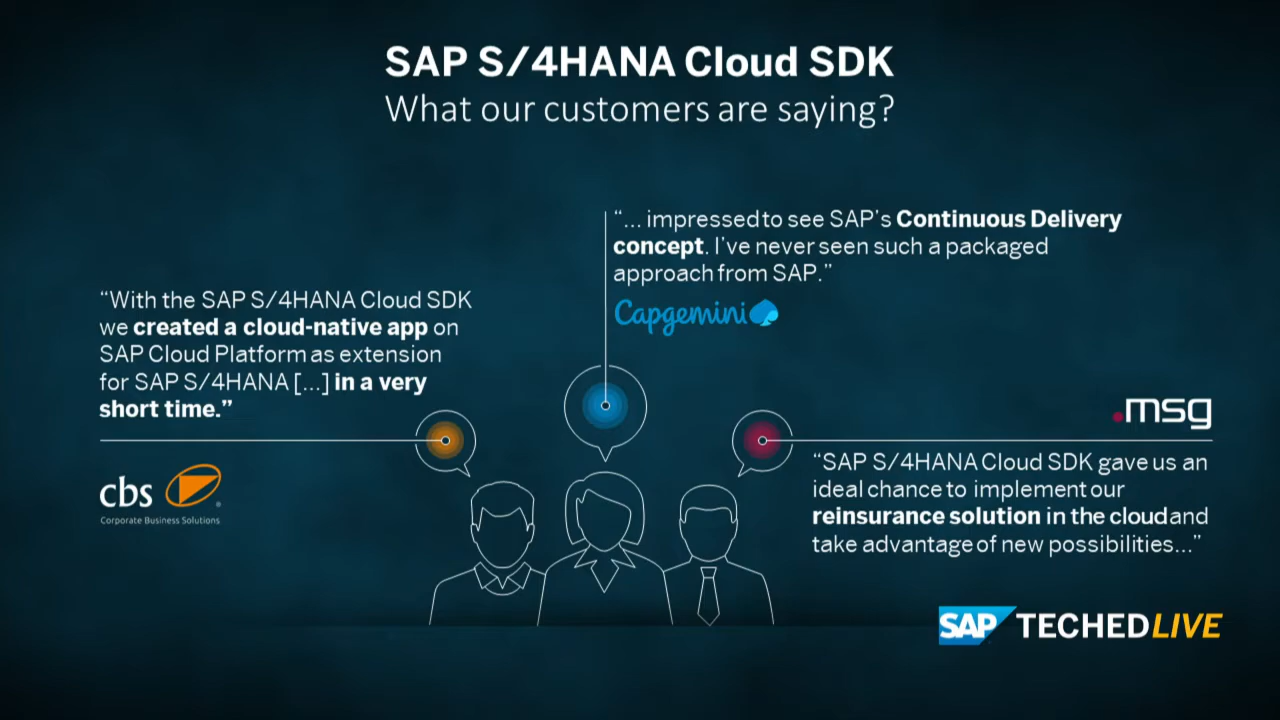 SAP S/4HANA Cloud SDK
What our customers are saying?
“... impressed to see SAP’s Continuous Delivery
concept. I’ve never seen such a packaged
approach from SAP.”
Capgemini
“With the SAP S/4HANA Cloud SDK
we created a cloud-native app on
SAP Cloud Platform as extension
for SAP S/4HANA [...] in a very
short time.”
cbs
Corporate Business Solutions
.msg
“SAP S/4HANA Cloud SDK gave us an
ideal chance to implement our
reinsurance solution in the cloud and
take advantage of new possibilities...”
SAP TECHED LIVE